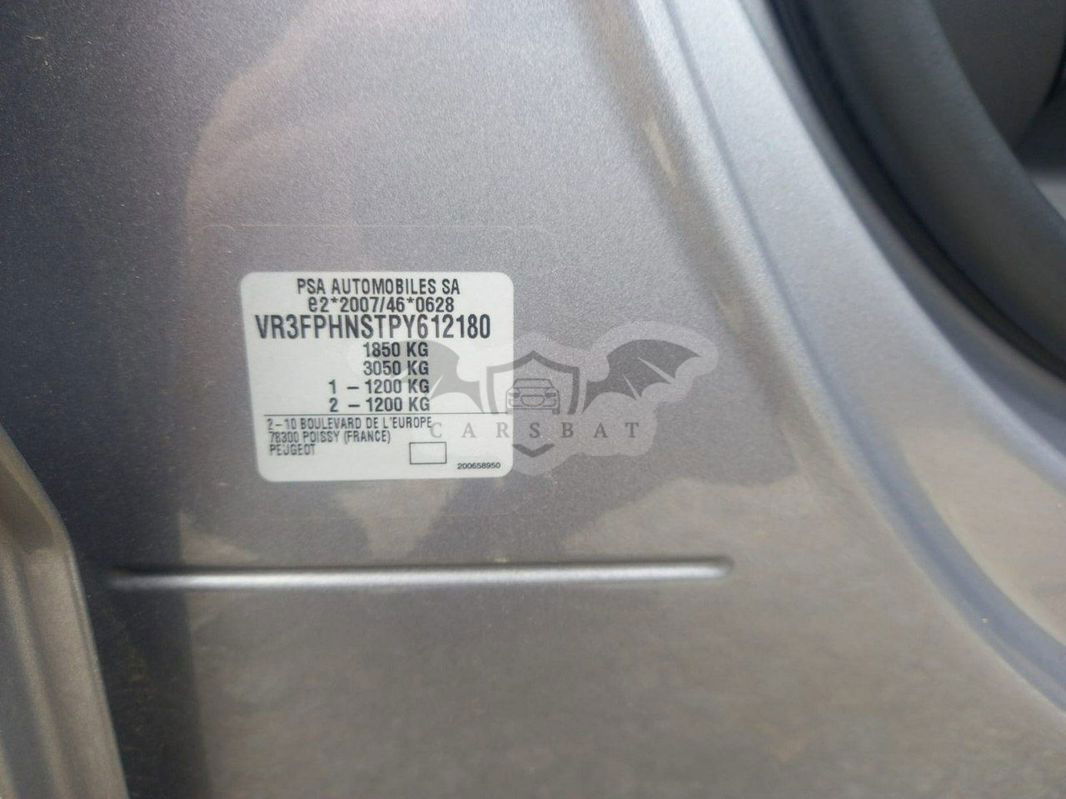 PSA AUTOMOBILES SA
e2*2007/46*0628
VR3FPHNSTPY612180
1850 KG
3050 KG
1 - 1200 KG
2 - 1200 KG
2-10 BOULEVARD DE L'EUROPE
78300 POISSY (FRANCE)
PEUGEOT
200658950
CARSBAT